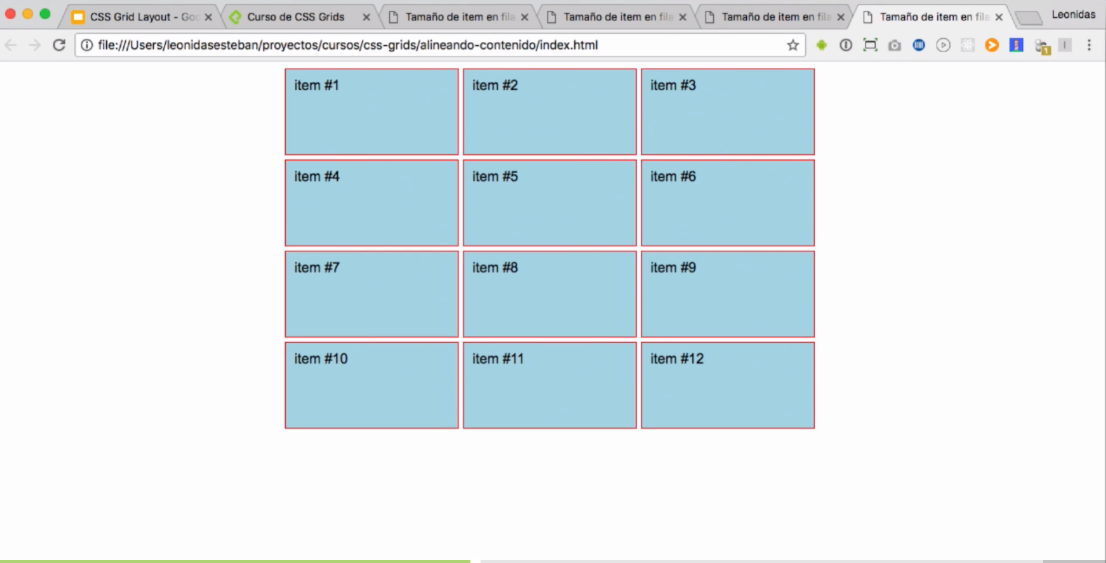 CSS Grid Layout - Goo
Curso de CSS Grids
Tamaño de item en fila
Tamaño de item en fila
Tamaño de item en fila
Tamaño de item en fila
Leonidas
file:///Users/leonidasesteban/proyectos/cursos/css-grids/alineando-contenido/index.html
item #1
item #2
item #3
item #4
item #5
item #6
item #7
item #8
item #9
item #10
item #11
item #12